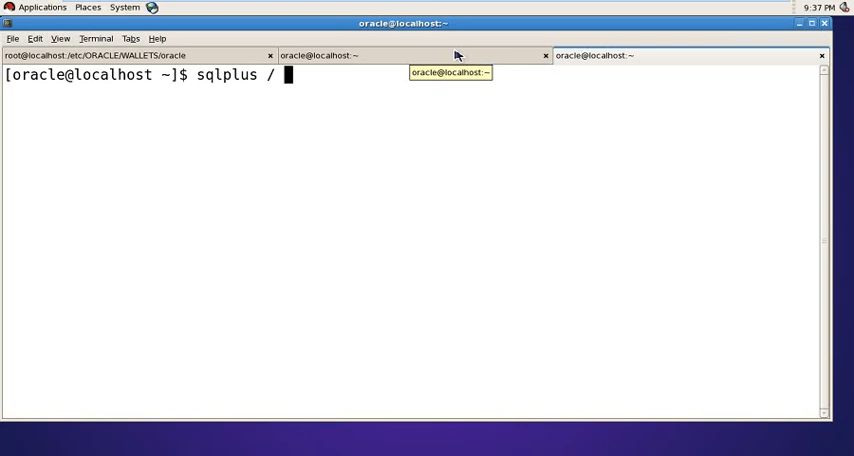 Applications Places System 9:37 PM
oracle@localhost:~
File Edit View Terminal Tabs Help
root@localhost:/etc/ORACLE/WALLETS/oracle oracle@localhost:~ oracle@localhost:~
oracle@localhost:~
[oracle@localhost ~]$ sqlplus /